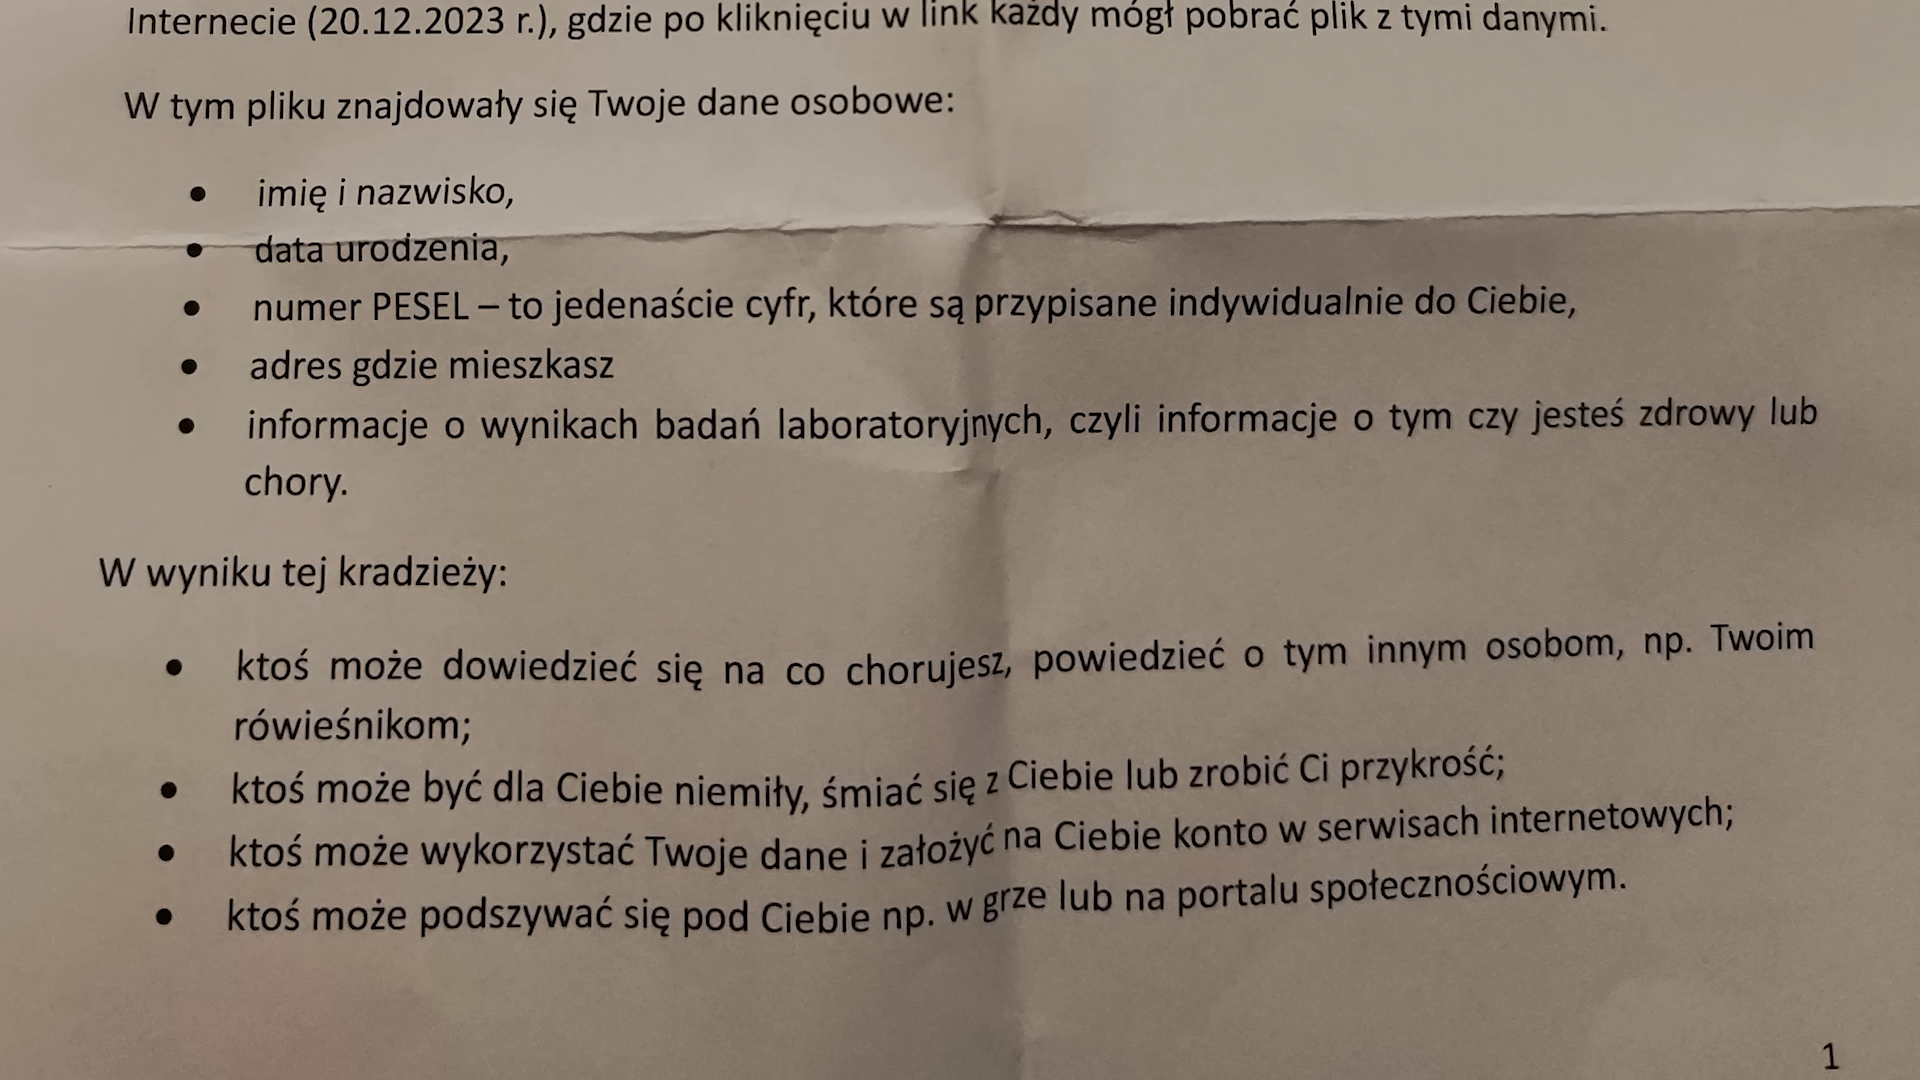 Internecie (20.12.2023 r.), gdzie po kliknięciu w link każdy mógł pobrać plik z tymi danymi.
W tym pliku znajdowały się Twoje dane osobowe:
• imię i nazwisko,
• data urodzenia,
• numer PESEL – to jedenaście cyfr, które są przypisane indywidualnie do Ciebie,
• adres gdzie mieszkasz
• informacje o wynikach badań laboratoryjnych, czyli informacje o tym czy jesteś zdrowy lub
chory.
W wyniku tej kradzieży:
• ktoś może dowiedzieć się na co chorujesz, powiedzieć o tym innym osobom, np. Twoim
rówieśnikom;
• ktoś może być dla Ciebie niemiły, śmiać się z Ciebie lub zrobić Ci przykrość;
• ktoś może wykorzystać Twoje dane i założyć na Ciebie konto w serwisach internetowych;
• ktoś może podszywać się pod Ciebie np. w grze lub na portalu społecznościowym.
1